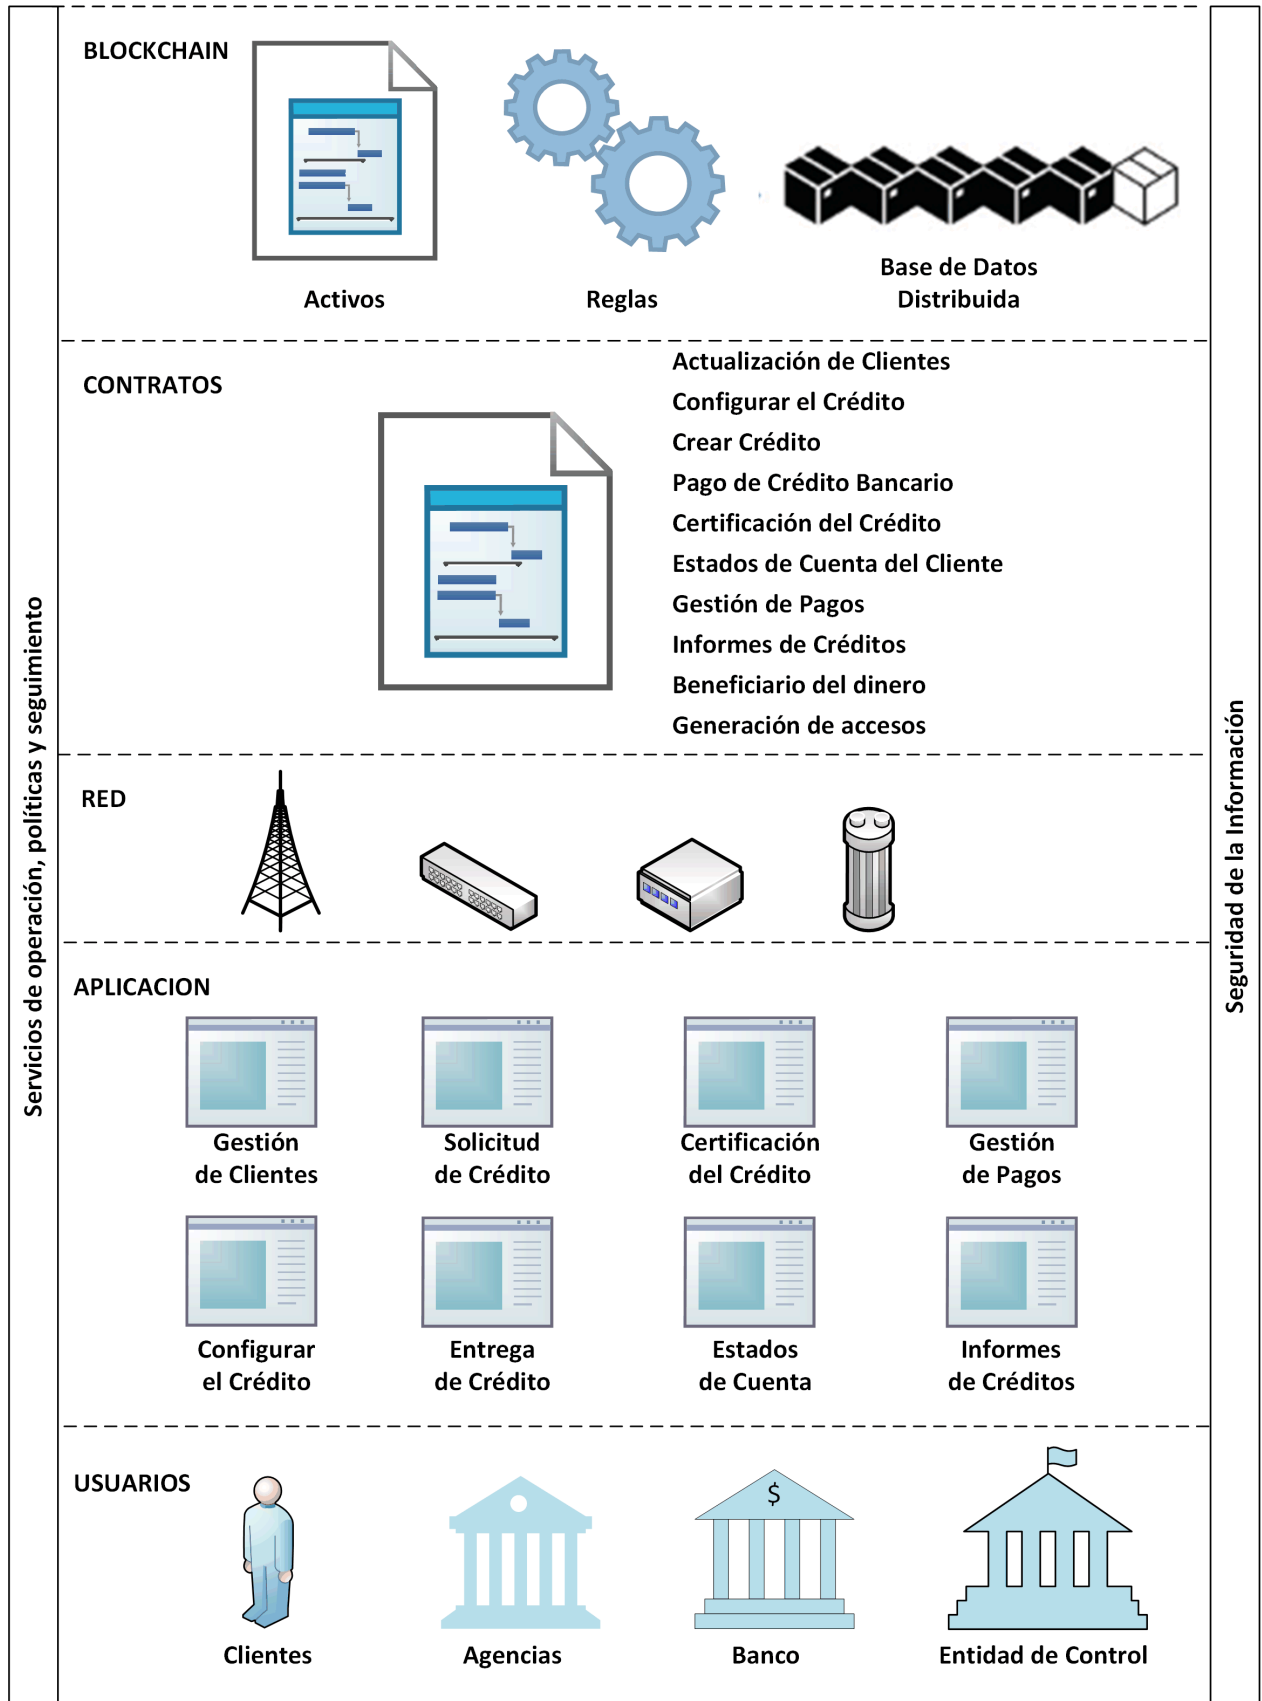 BLOCKCHAIN
Activos
Reglas
Base de Datos
Distribuida
CONTRATOS
Actualización de Clientes
Configurar el Crédito
Crear Crédito
Pago de Crédito Bancario
Certificación del Crédito
Estados de Cuenta del Cliente
Gestión de Pagos
Informes de Créditos
Beneficiario del dinero
Generación de accesos
RED
APLICACION
Gestión
de Clientes
Solicitud
de Crédito
Certificación
del Crédito
Gestión
de Pagos
Configurar
el Crédito
Entrega
de Crédito
Estados
de Cuenta
Informes
de Créditos
USUARIOS
$
Clientes
Agencias
Banco
Entidad de Control
Servicios de operación, políticas y seguimiento
Seguridad de la Información